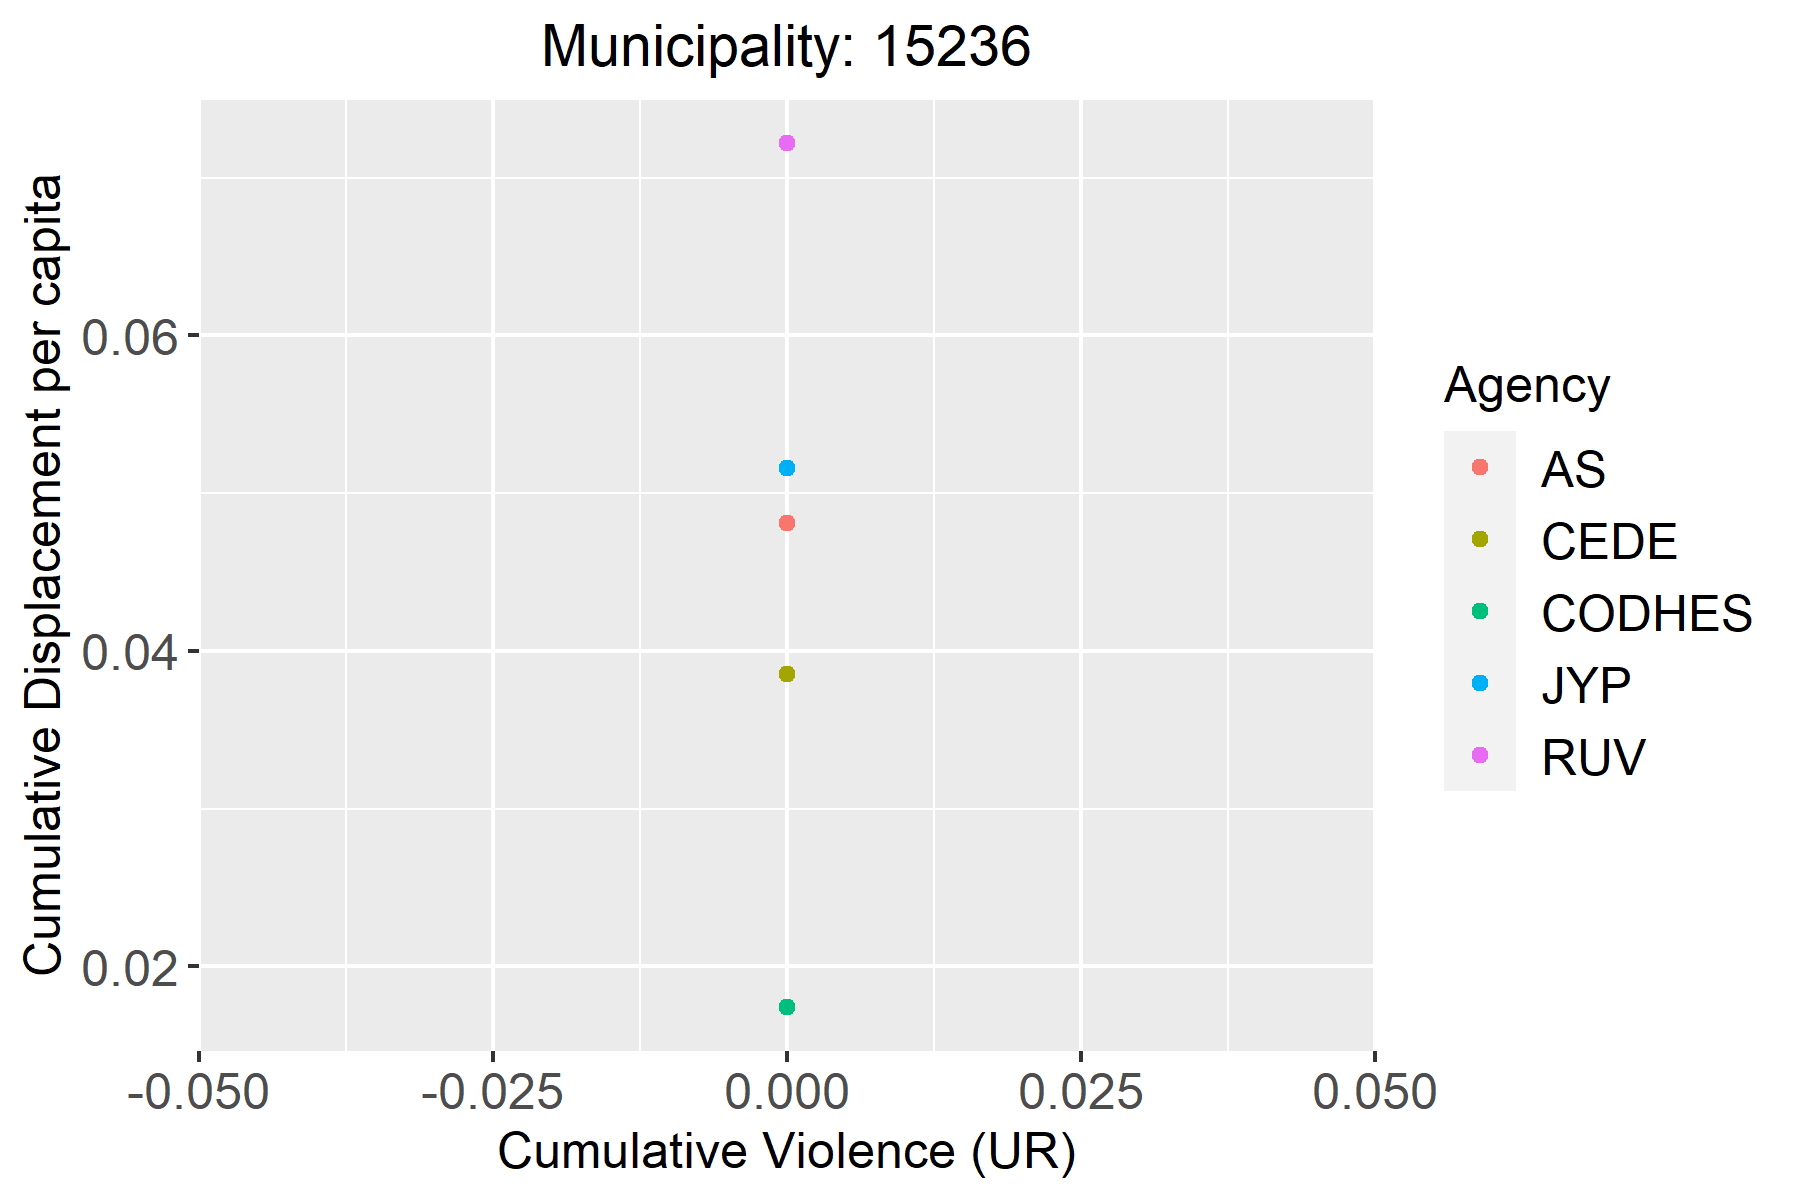 Municipality: 15236
Cumulative Displacement per capita
0.06
0.04
0.02
-0.050
-0.025
0.000
0.025
0.050
Cumulative Violence (UR)
Agency
AS
CEDE
CODHES
JYP
RUV